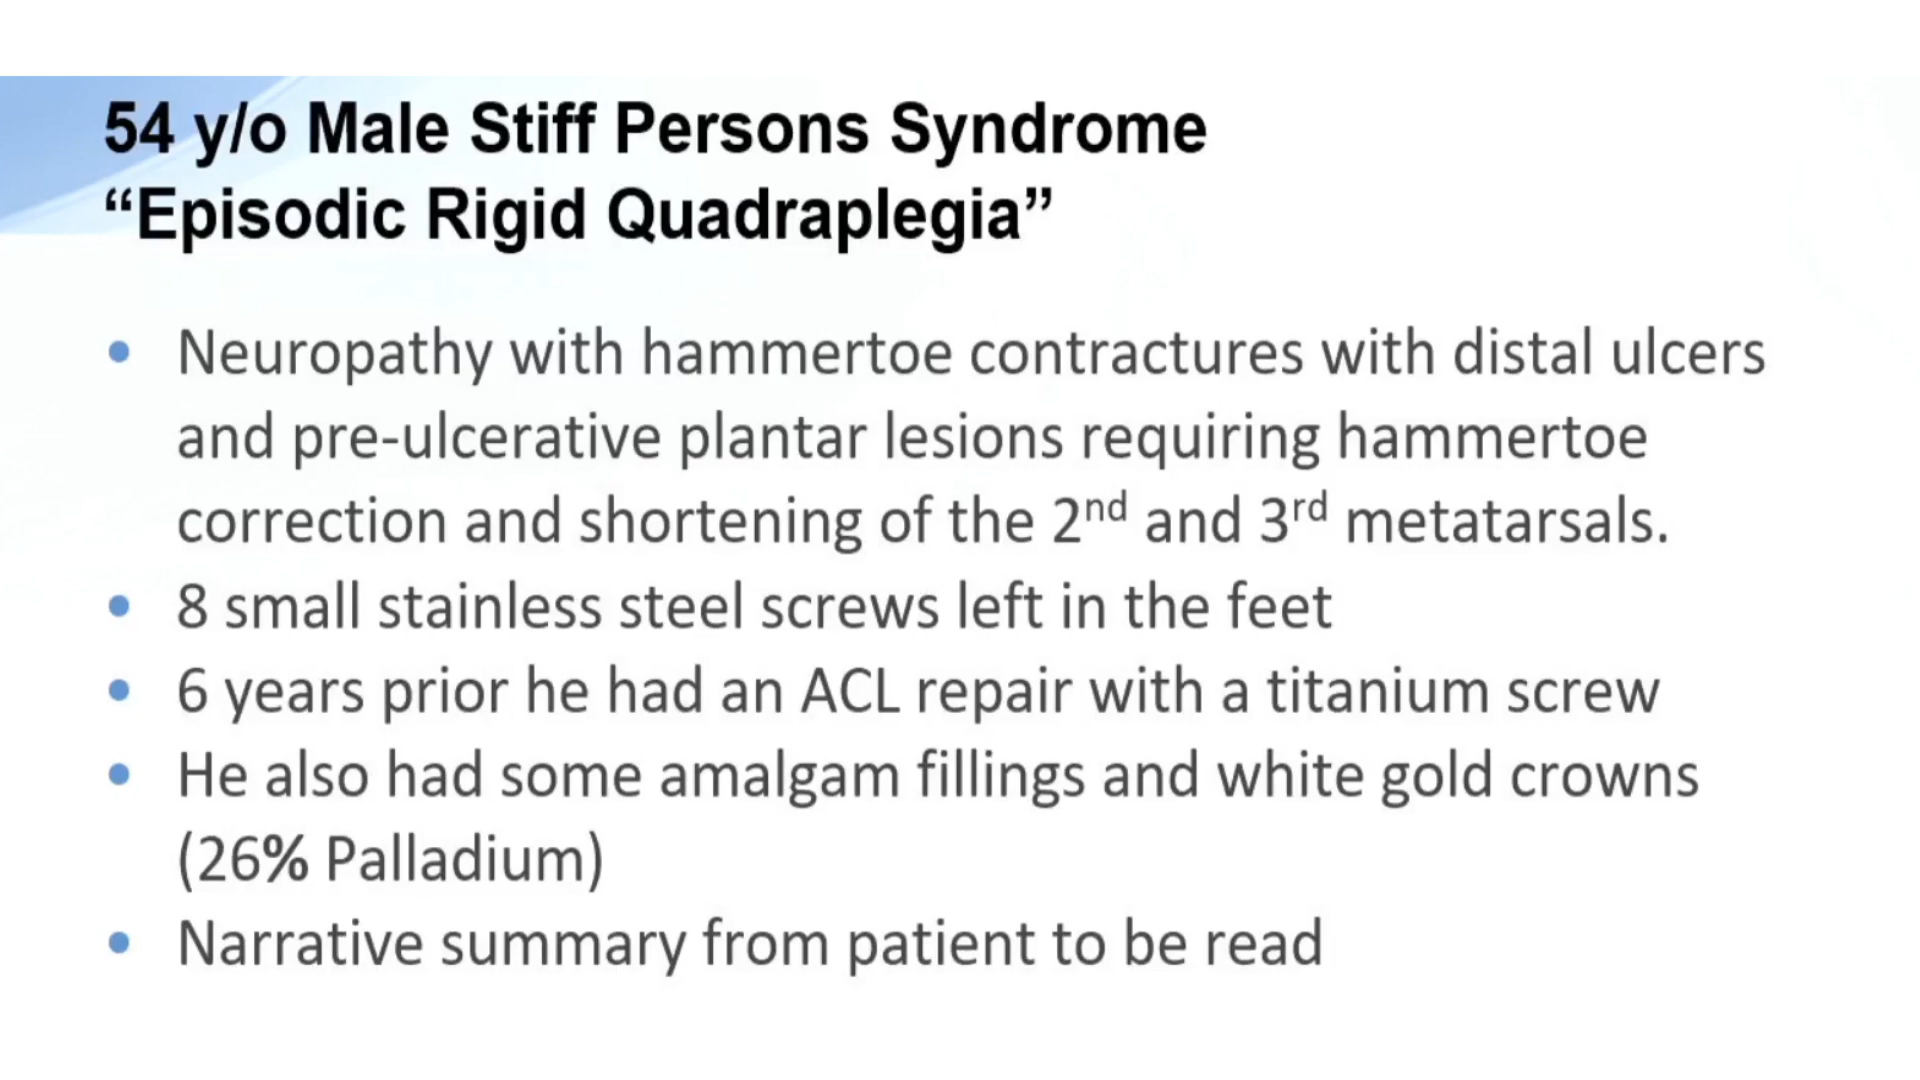 54 y/o Male Stiff Persons Syndrome
“Episodic Rigid Quadraplegia”
• Neuropathy with hammertoe contractures with distal ulcers
and pre-ulcerative plantar lesions requiring hammertoe
correction and shortening of the 2nd and 3rd metatarsals.
• 8 small stainless steel screws left in the feet
• 6 years prior he had an ACL repair with a titanium screw
• He also had some amalgam fillings and white gold crowns
(26% Palladium)
• Narrative summary from patient to be read